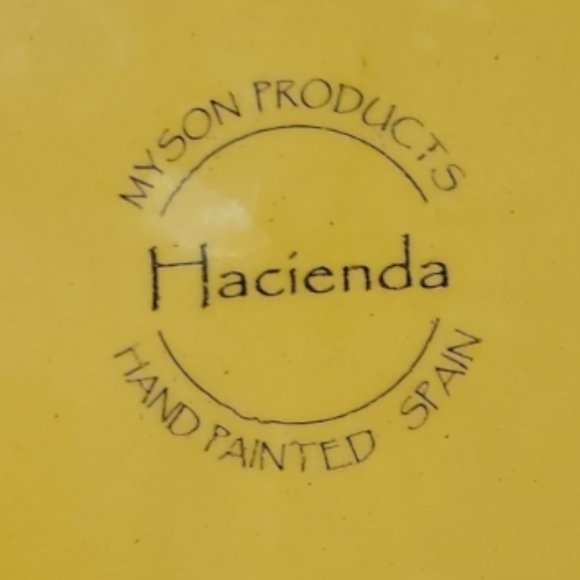 MYSON PRODUCTS
Hacienda
HAND PAINTED SPAIN